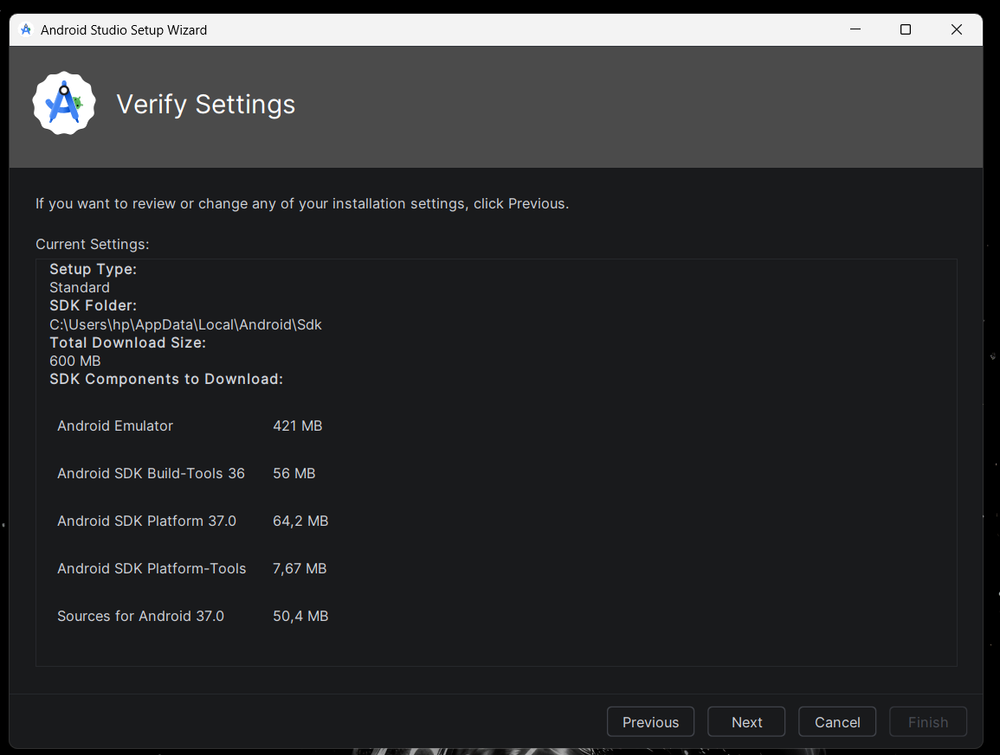 Android Studio Setup Wizard
Verify Settings
If you want to review or change any of your installation settings, click Previous.
Current Settings:
Setup Type:
Standard
SDK Folder:
C:\Users\hp\AppData\Local\Android\Sdk
Total Download Size:
600 MB
SDK Components to Download:
Android Emulator 421 MB
Android SDK Build-Tools 36 56 MB
Android SDK Platform 37.0 64,2 MB
Android SDK Platform-Tools 7,67 MB
Sources for Android 37.0 50,4 MB
Previous Next Cancel Finish